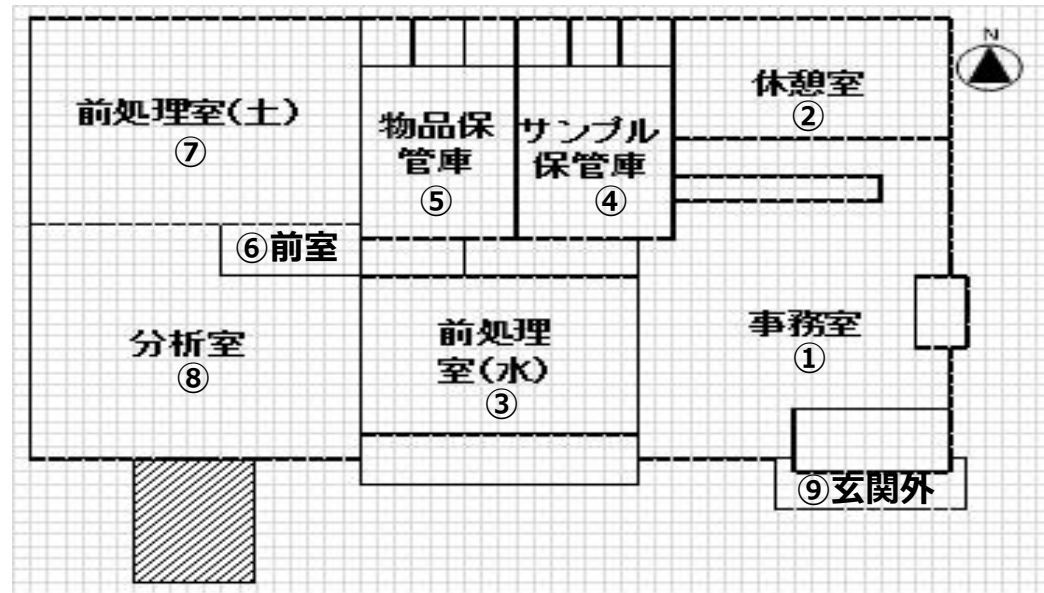 N
休憩室
②
前処理室(土)
⑦
物品保
管庫
⑤
サンプル
保管庫
④
⑥前室
事務室
①
前処理
室(水)
③
分析室
⑧
⑨玄関外